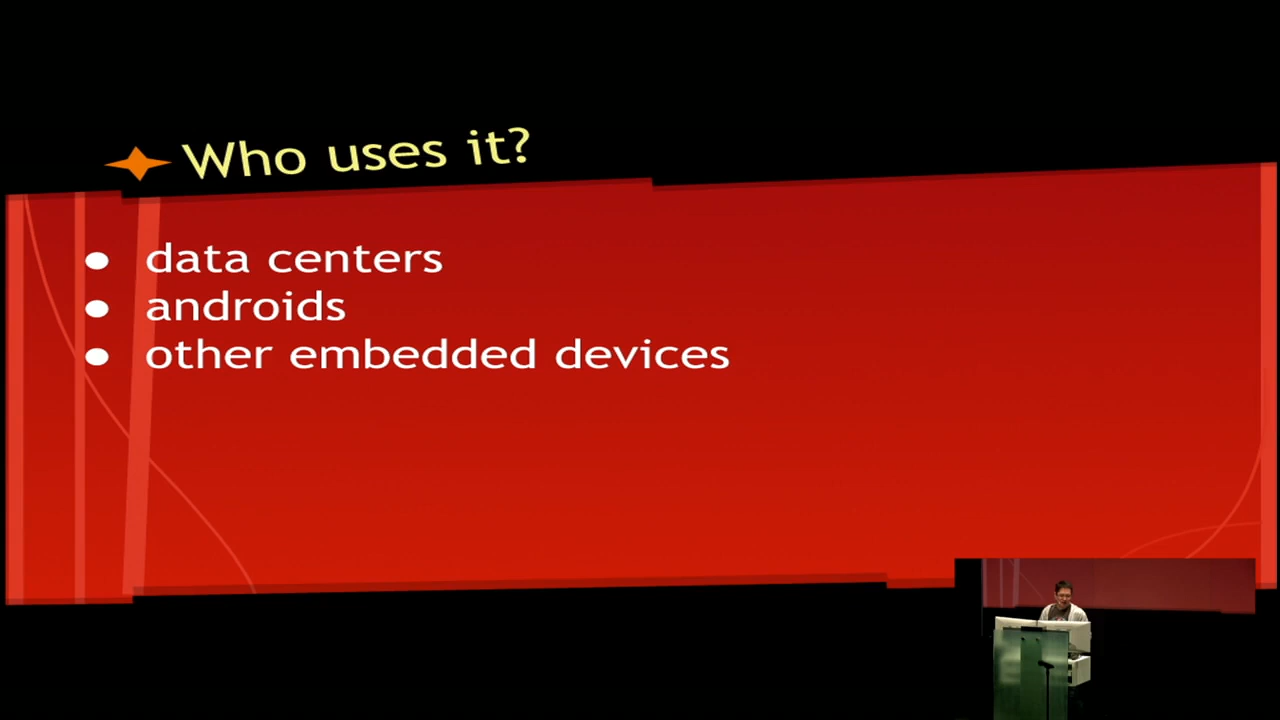 Who uses it?
● data centers
● androids
● other embedded devices